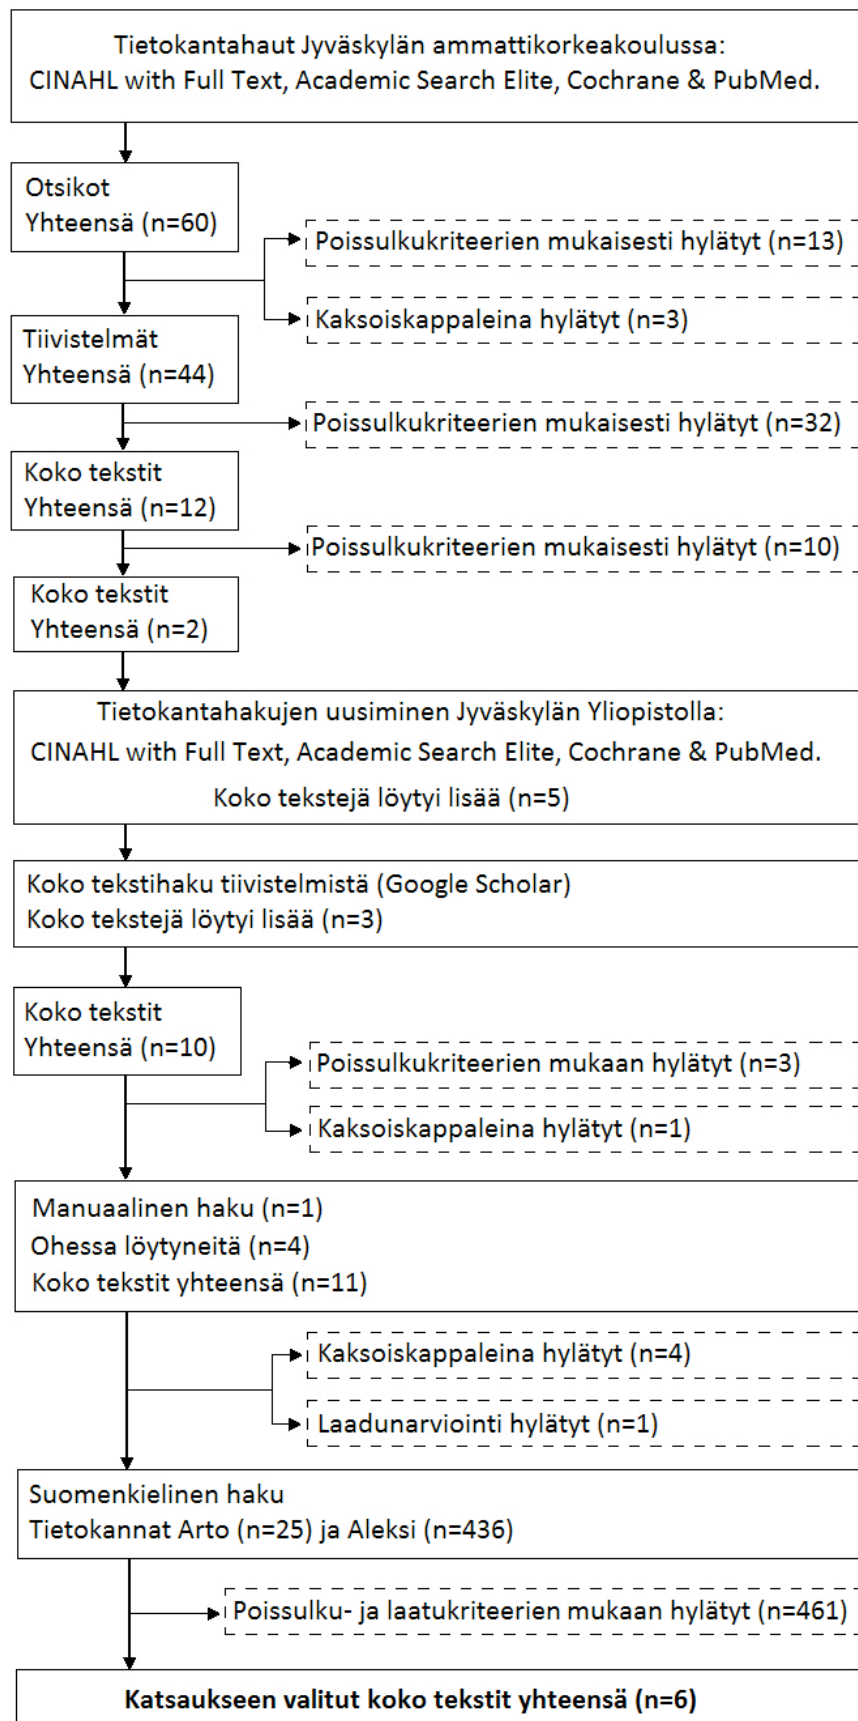 Tietokantahaut Jyväskylän ammattikorkeakoulussa:
CINAHL with Full Text, Academic Search Elite, Cochrane & PubMed.
Otsikot
Yhteensä (n=60)
Poissulkukriteerien mukaisesti hylätyt (n=13)
Kaksoiskappaleina hylätyt (n=3)
Tiivistelmät
Yhteensä (n=44)
Poissulkukriteerien mukaisesti hylätyt (n=32)
Koko tekstit
Yhteensä (n=12)
Poissulkukriteerien mukaisesti hylätyt (n=10)
Koko tekstit
Yhteensä (n=2)
Tietokantahakujen uusiminen Jyväskylän Yliopistolla:
CINAHL with Full Text, Academic Search Elite, Cochrane & PubMed.
Koko tekstejä löytyi lisää (n=5)
Koko tekstihaku tiivistelmistä (Google Scholar)
Koko tekstejä löytyi lisää (n=3)
Koko tekstit
Yhteensä (n=10)
Poissulkukriteerien mukaan hylätyt (n=3)
Kaksoiskappaleina hylätyt (n=1)
Manuaalinen haku (n=1)
Ohessa löytyneitä (n=4)
Koko tekstit yhteensä (n=11)
Kaksoiskappaleina hylätyt (n=4)
Laadunarviointi hylätyt (n=1)
Suomenkielinen haku
Tietokannat Arto (n=25) ja Aleksi (n=436)
Poissulku- ja laatukriteerien mukaan hylätyt (n=461)
Katsaukseen valitut koko tekstit yhteensä (n=6)